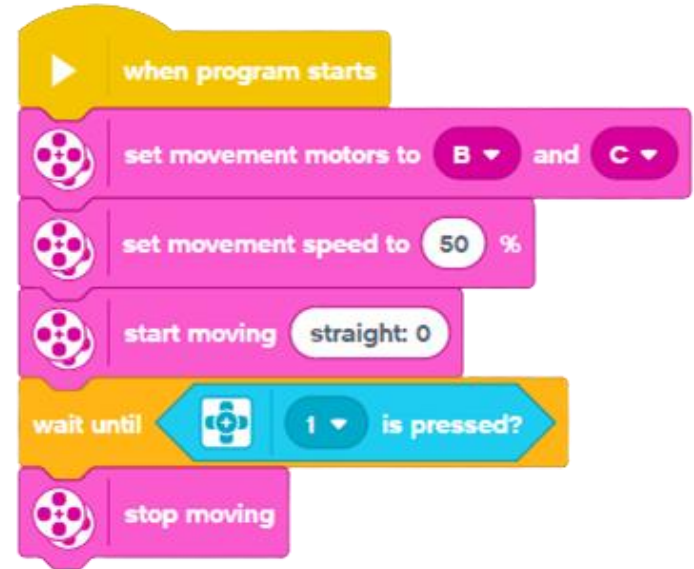 when program starts
set movement motors to B and C
set movement speed to 50 %
start moving straight: 0
wait until 1 is pressed?
stop moving